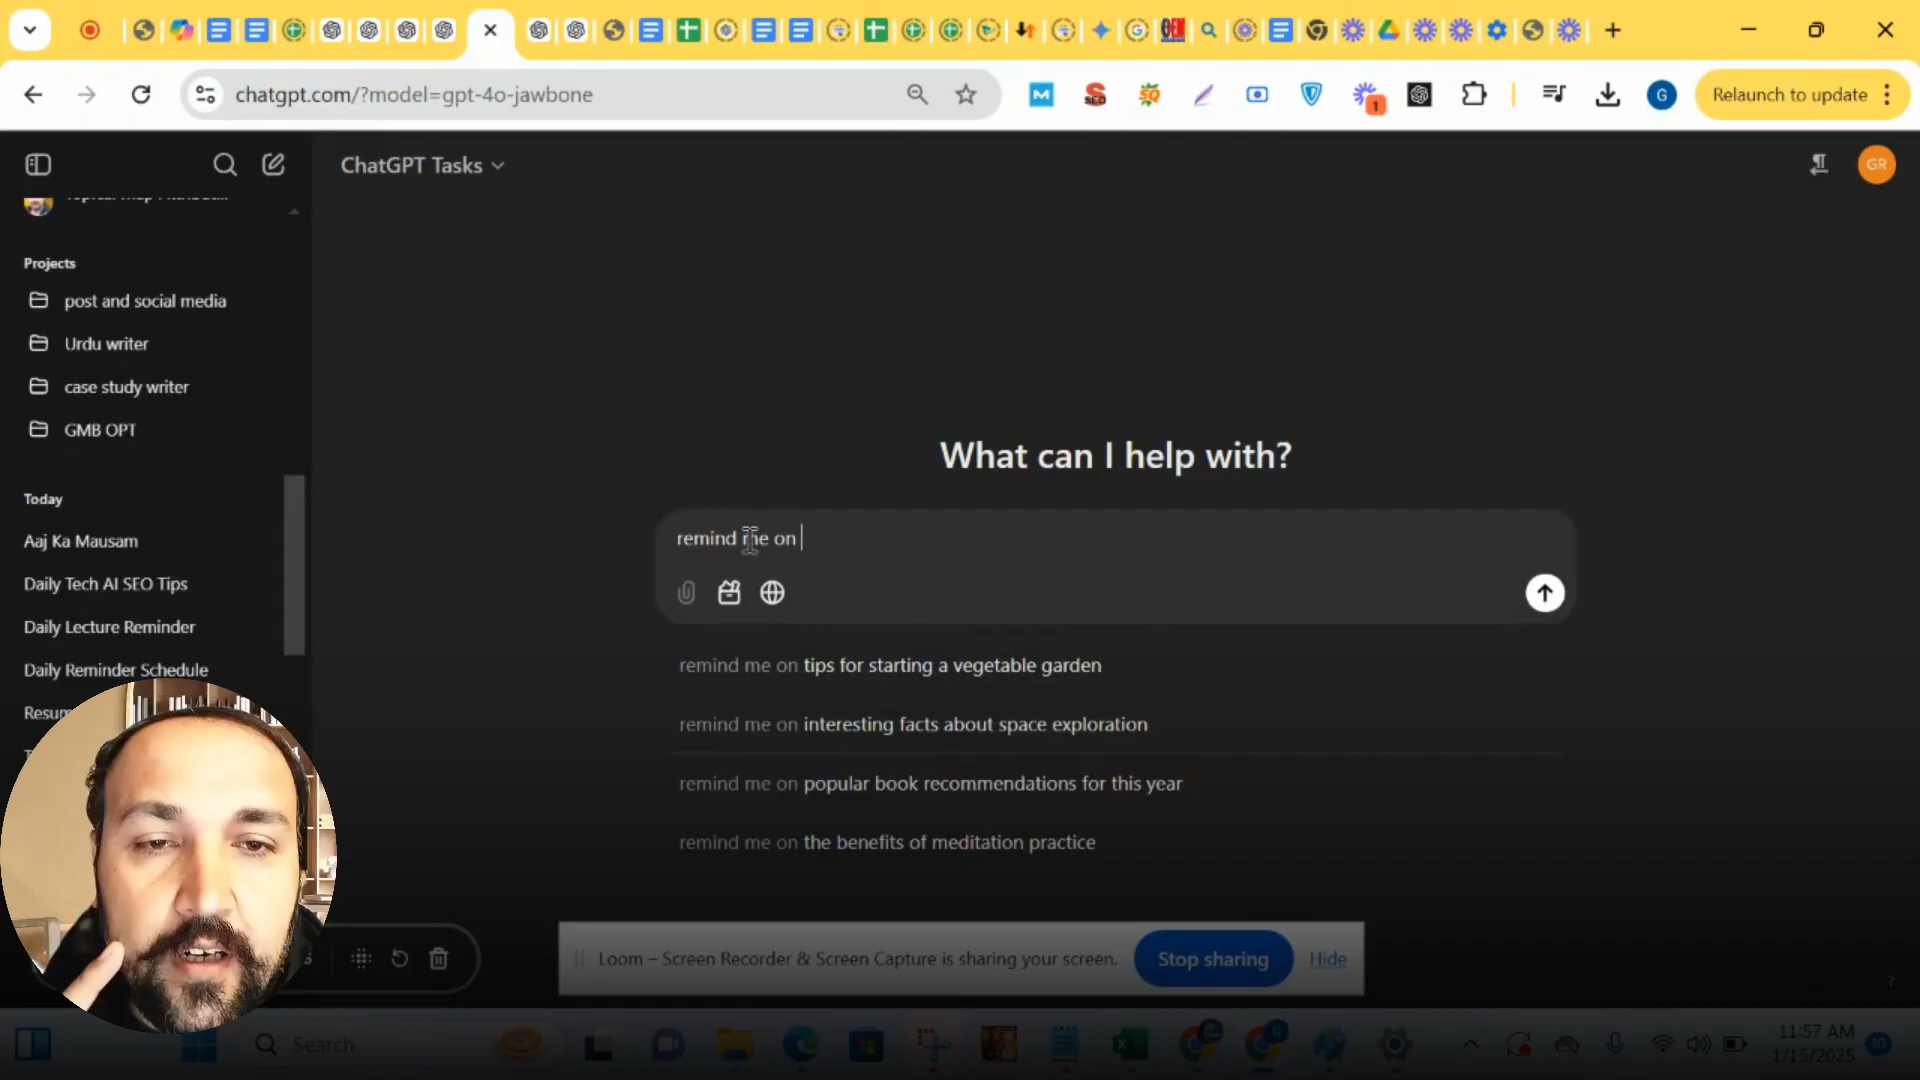 chatgpt.com/?model=gpt-4o-jawbone
1
G
Relaunch to update
ChatGPT Tasks
GR
Projects
post and social media
Urdu writer
case study writer
GMB OPT
Today
Aaj Ka Mausam
Daily Tech AI SEO Tips
Daily Lecture Reminder
Daily Reminder Schedule
What can I help with?
remind me on
remind me on tips for starting a vegetable garden
remind me on interesting facts about space exploration
remind me on popular book recommendations for this year
remind me on the benefits of meditation practice
Loom – Screen Recorder & Screen Capture is sharing your screen.
Stop sharing
Hide
Search
11:57 AM
1/15/2025